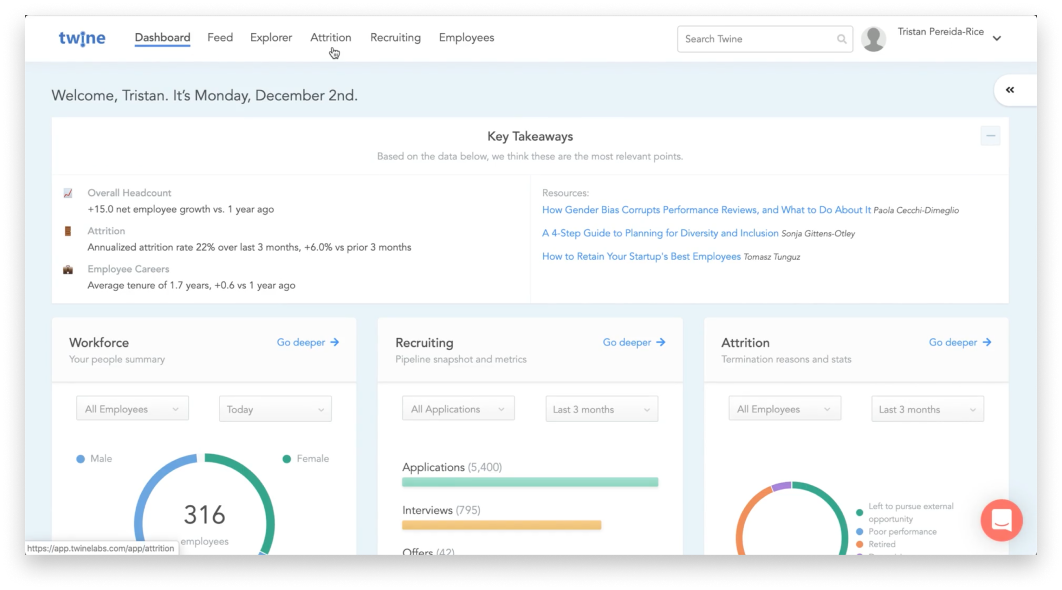 twine
Dashboard
Feed
Explorer
Attrition
Recruiting
Employees
Search Twine
Tristan Pereida-Rice
Welcome, Tristan. It's Monday, December 2nd.
Key Takeaways
Based on the data below, we think these are the most relevant points.
Overall Headcount
+15.0 net employee growth vs. 1 year ago
Attrition
Annualized attrition rate 22% over last 3 months, +6.0% vs prior 3 months
Employee Careers
Average tenure of 1.7 years, +0.6 vs 1 year ago
Resources:
How Gender Bias Corrupts Performance Reviews, and What to Do About It Paola Cecchi-Dimeglio
A 4-Step Guide to Planning for Diversity and Inclusion Sonja Gittens-Otley
How to Retain Your Startup's Best Employees Tomasz Tunguz
Workforce
Go deeper
Your people summary
All Employees
Today
Male
Female
316
employees
Recruiting
Go deeper
Pipeline snapshot and metrics
All Applications
Last 3 months
Applications (5,400)
Interviews (795)
Offers (42)
Attrition
Go deeper
Termination reasons and stats
All Employees
Last 3 months
Left to pursue external
opportunity
Poor performance
Retired
https://app.twinelabs.com/app/attrition